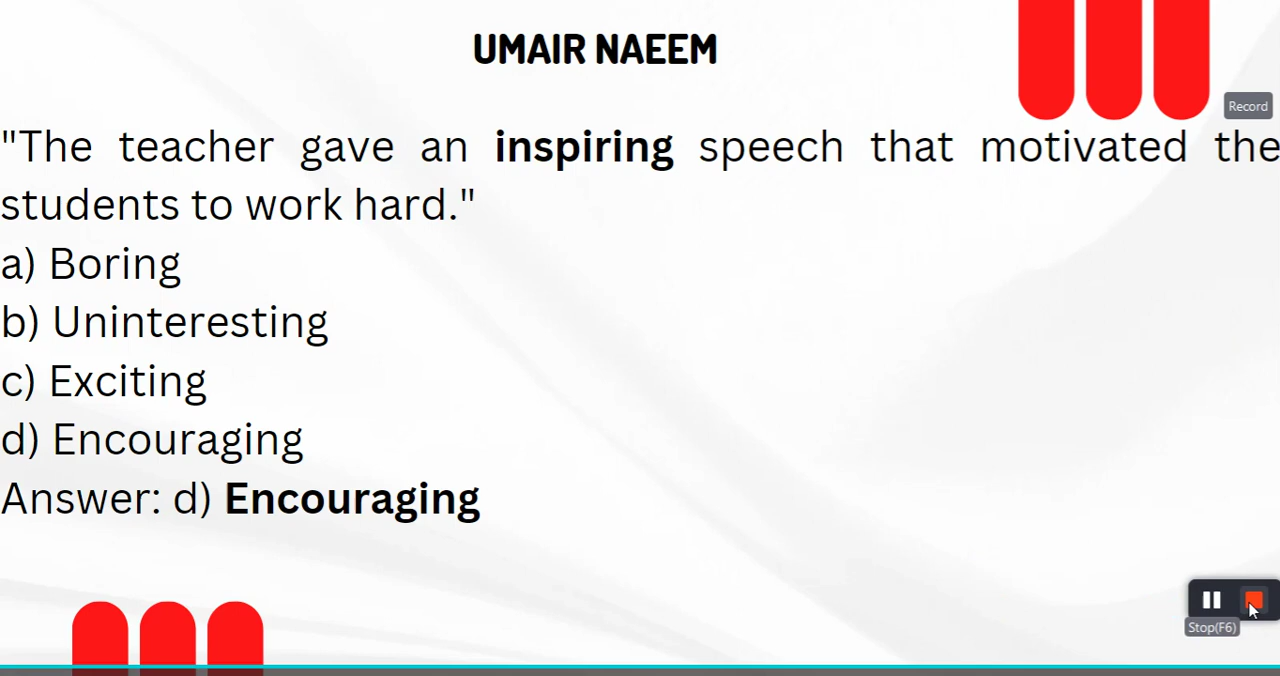 UMAIR NAEEM
Record
"The teacher gave an inspiring speech that motivated the
students to work hard."
a) Boring
b) Uninteresting
c) Exciting
d) Encouraging
Answer: d) Encouraging
Stop(F6)